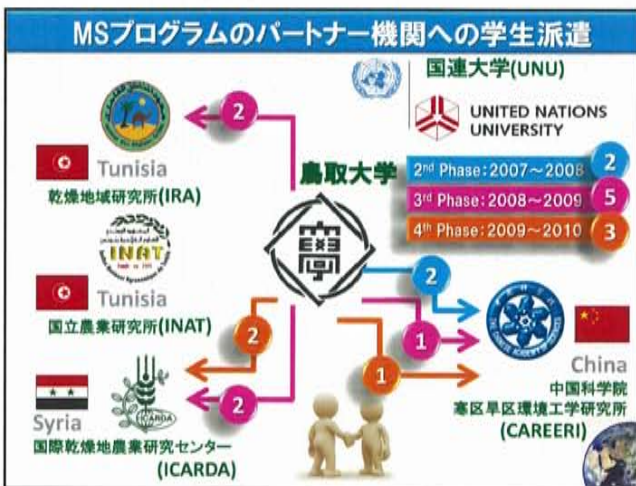 MSプログラムのパートナー機関への学生派遣
国連大学(UNU)
UNITED NATIONS
UNIVERSITY
2
Tunisia
乾燥地域研究所(IRA)
鳥取大学
2nd Phase:2007～2008 2
3rd Phase:2008～2009 5
4th Phase:2009～2010 3
INAT
Tunisia
国立農業研究所(INAT)
2
1
1
2
2
China
中国科学院
寒区旱区環境工学研究所
(CAREERI)
Syria
ICARDA
国際乾燥地農業研究センター
(ICARDA)